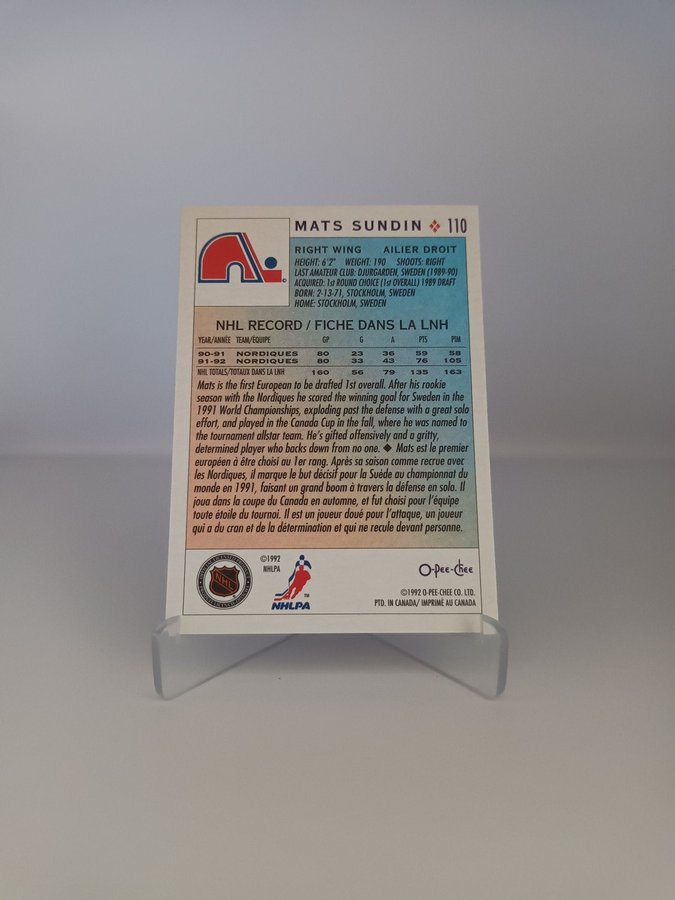 MATS SUNDIN ❖ 110
RIGHT WING AILIER DROIT
HEIGHT: 6'2" WEIGHT: 190 SHOOTS: RIGHT
LAST AMATEUR CLUB: DJURGARDEN, SWEDEN (1989-90)
ACQUIRED: 1st ROUND CHOICE (1st OVERALL) 1989 DRAFT
BORN: 2-13-71, STOCKHOLM, SWEDEN
HOME: STOCKHOLM, SWEDEN
NHL RECORD / FICHE DANS LA LNH
YEAR/ANNÉE TEAM/ÉQUIPE GP G A PTS PIM
90-91 NORDIQUES 80 23 36 59 58
91-92 NORDIQUES 80 33 43 76 105
NHL TOTALS/TOTAUX DANS LA LNH 160 56 79 135 163
Mats is the first European to be drafted 1st overall. After his rookie
season with the Nordiques he scored the winning goal for Sweden in the
1991 World Championships, exploding past the defense with a great solo
effort, and played in the Canada Cup in the fall, where he was named to
the tournament allstar team. He's gifted offensively and a gritty,
determined player who backs down from no one. ◆ Mats est le premier
européen à être choisi au 1er rang. Après sa saison comme recrue avec
les Nordiques, il marque le but décisif pour la Suède au championnat du
monde en 1991, faisant un grand boom à travers la défense en solo. Il
joua dans la coupe du Canada en automne, et fut choisi pour l'équipe
toute étoile du tournoi. Il est un joueur doué pour l'attaque, un joueur
qui a du cran et de la détermination et qui ne recule devant personne.
NHL
©1992
NHLPA
NHLPA
TM
O-Pee-Chee
©1992 O-PEE-CHEE CO. LTD.
PTD. IN CANADA/ IMPRIMÉ AU CANADA